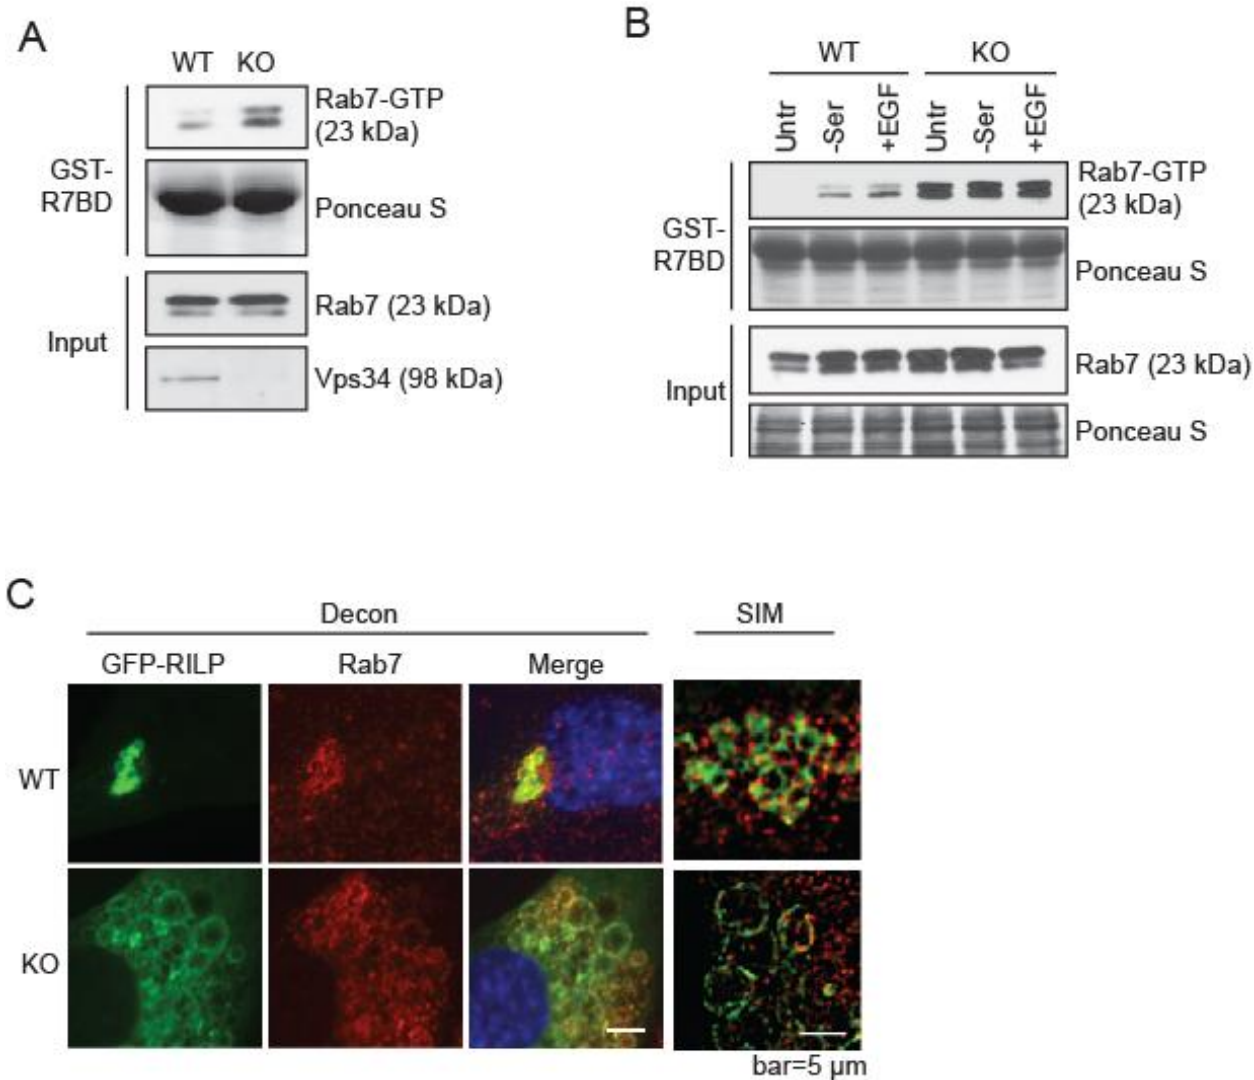 A
WT KO
GST-
R7BD
Rab7-GTP
(23 kDa)
Ponceau S
Input
Rab7 (23 kDa)
Vps34 (98 kDa)
B
WT KO
Untr -Ser +EGF Untr -Ser +EGF
GST-
R7BD
Rab7-GTP
(23 kDa)
Ponceau S
Input
Rab7 (23 kDa)
Ponceau S
C
Decon SIM
GFP-RILP Rab7 Merge
WT
KO
bar=5 µm